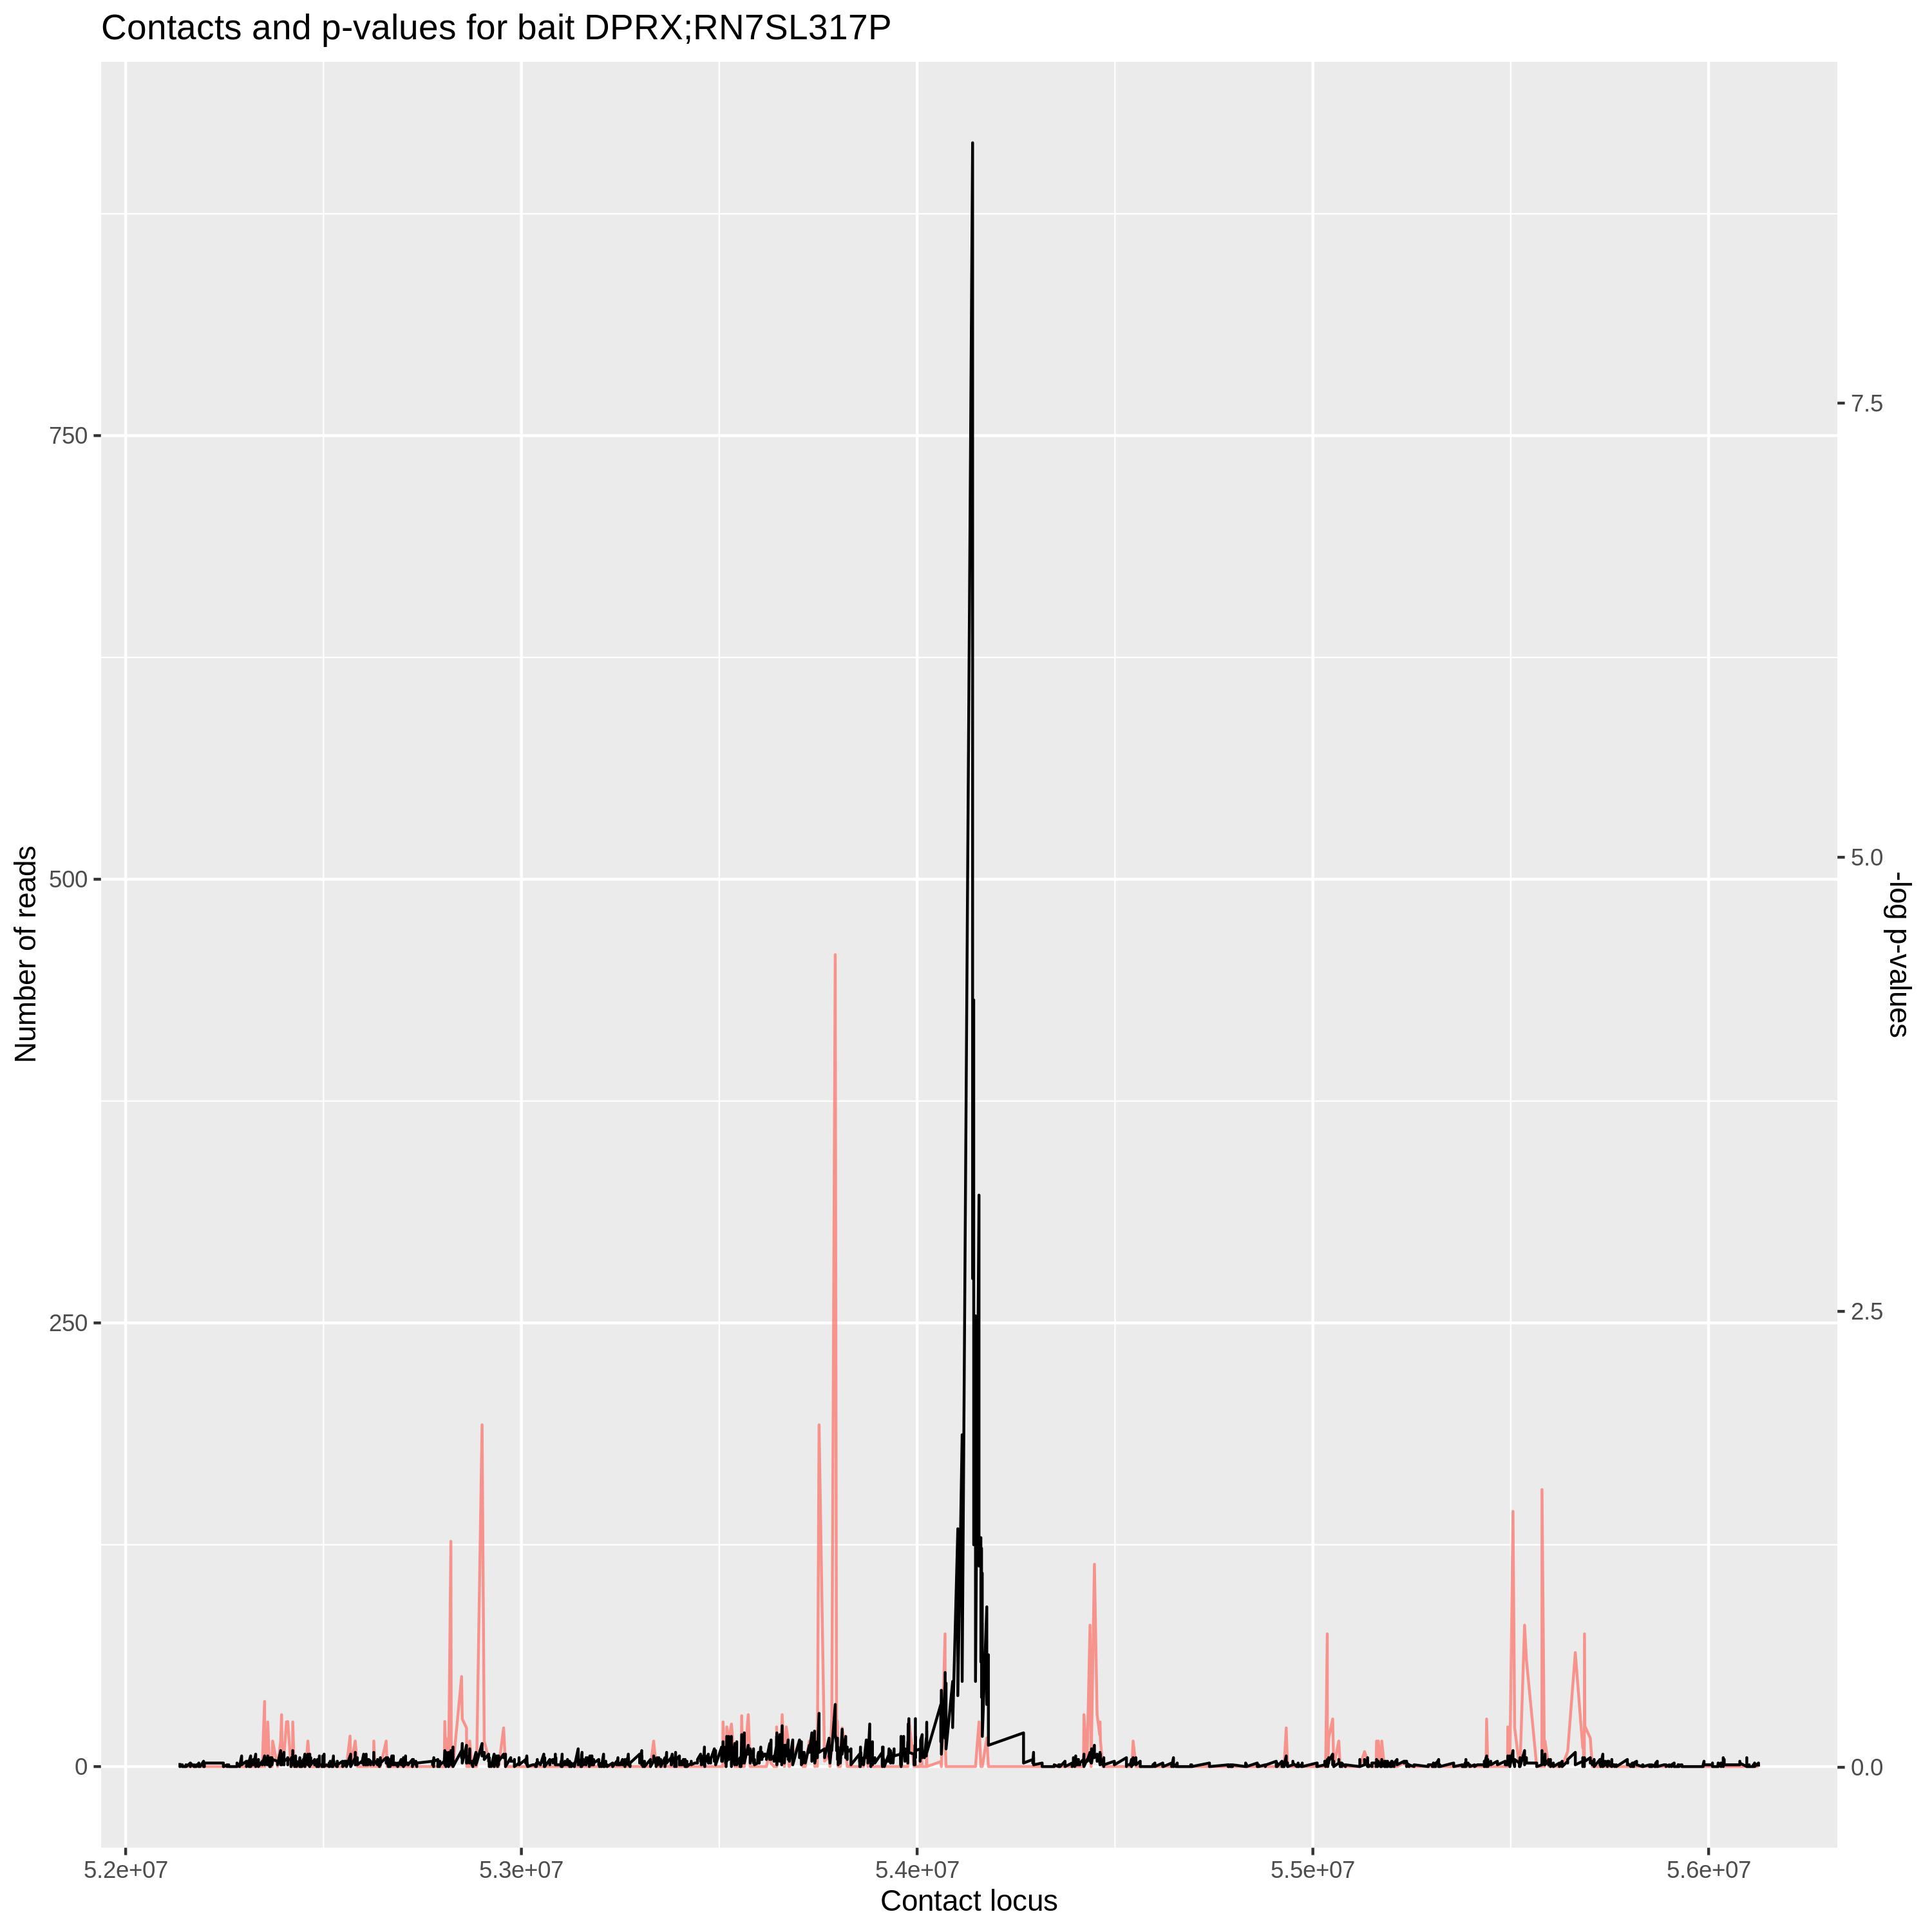 Contacts and p-values for bait DPRX;RN7SL317P
750
500
250
0
Number of reads
7.5
5.0
2.5
0.0
-log p-values
5.2e+07
5.3e+07
5.4e+07
5.5e+07
5.6e+07
Contact locus